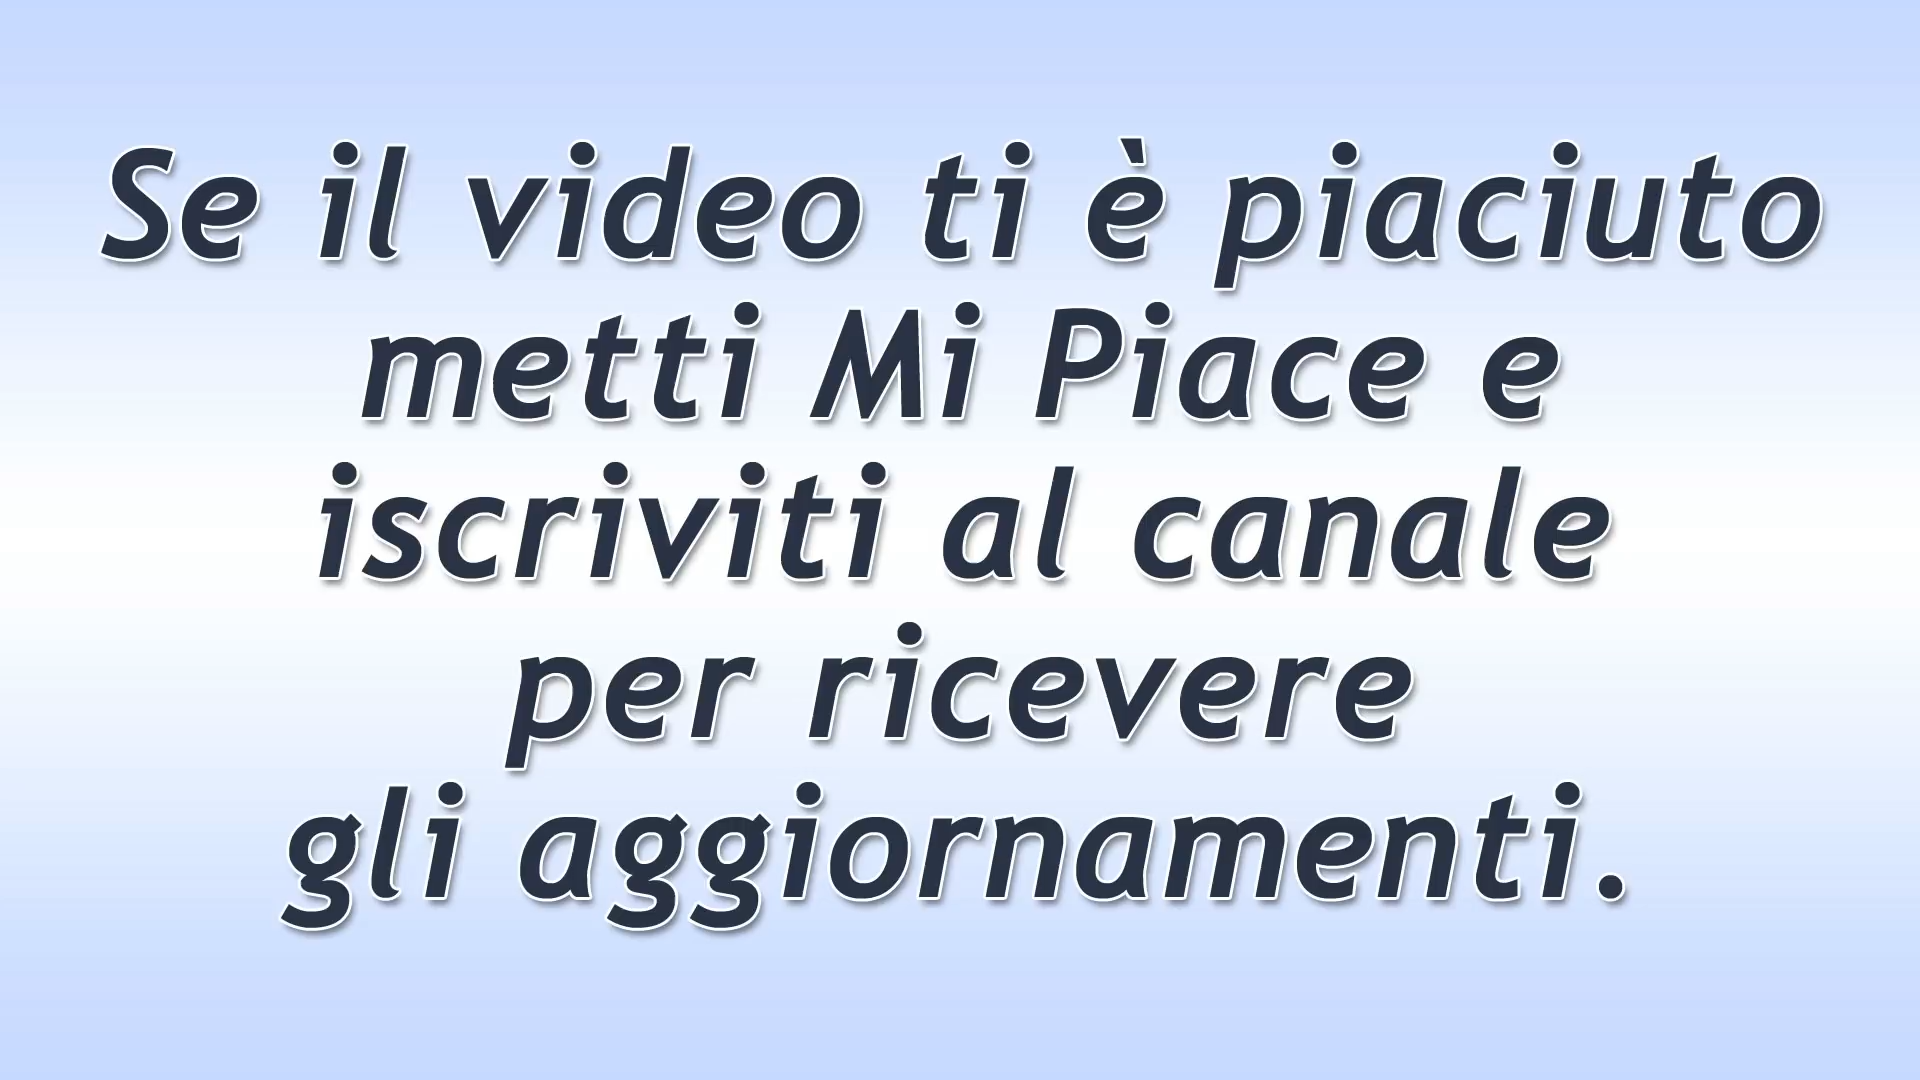 Se il video ti è piaciuto
metti Mi Piace e
iscriviti al canale
per ricevere
gli aggiornamenti.